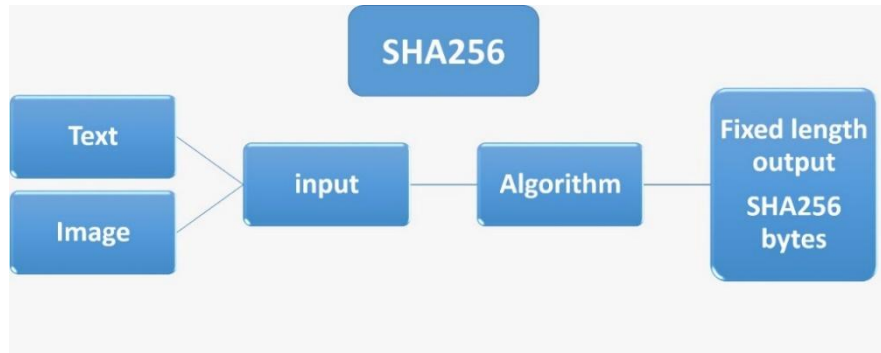 SHA256
Text
Image
input
Algorithm
Fixed length
output
SHA256
bytes